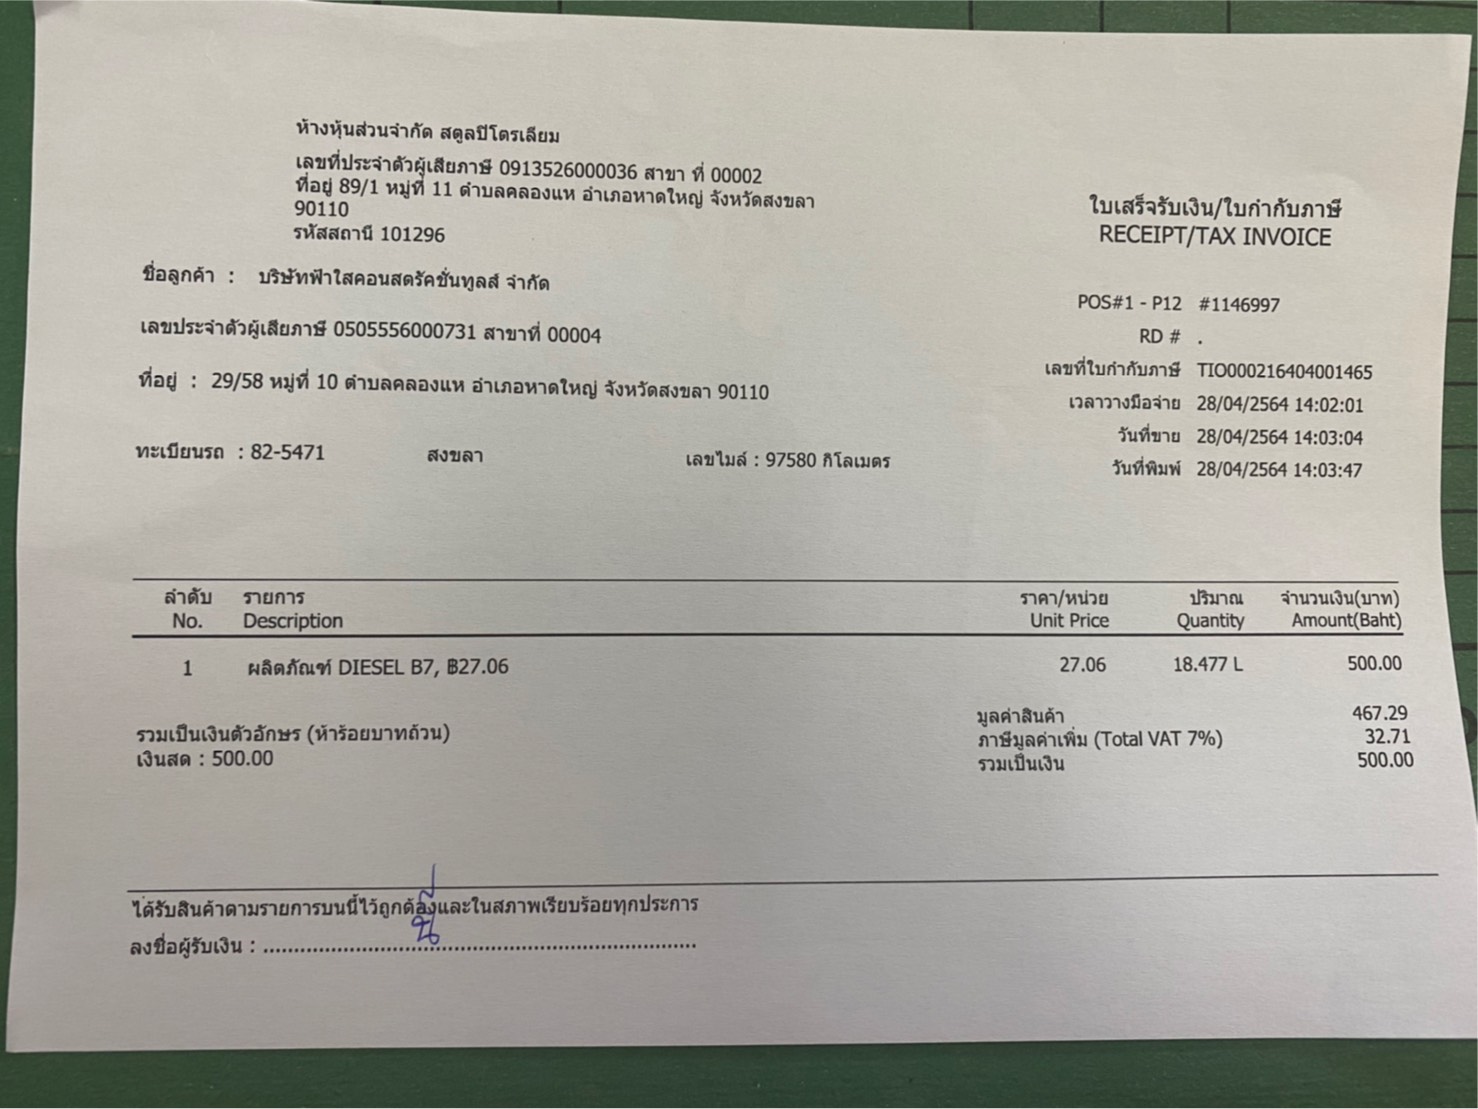 ห้างหุ้นส่วนจำกัด สตูลปิโตรเลียม
เลขที่ประจำตัวผู้เสียภาษี 0913526000036 สาขา ที่ 00002
ที่อยู่ 89/1 หมู่ที่ 11 ตำบลคลองแห อำเภอหาดใหญ่ จังหวัดสงขลา
90110
รหัสสถานี 101296
ใบเสร็จรับเงิน/ใบกำกับภาษี
RECEIPT/TAX INVOICE
ชื่อลูกค้า : บริษัทฟ้าใสคอนสตรัคชั่นทูลส์ จำกัด
POS#1 - P12 #1146997
เลขประจำตัวผู้เสียภาษี 0505556000731 สาขาที่ 00004
RD # .
ที่อยู่ : 29/58 หมู่ที่ 10 ตำบลคลองแห อำเภอหาดใหญ่ จังหวัดสงขลา 90110
เลขที่ใบกำกับภาษี TIO000216404001465
เวลาวางมือจ่าย 28/04/2564 14:02:01
วันที่ขาย 28/04/2564 14:03:04
ทะเบียนรถ : 82-5471 สงขลา เลขไมล์ : 97580 กิโลเมตร
วันที่พิมพ์ 28/04/2564 14:03:47
ลำดับ รายการ ราคา/หน่วย ปริมาณ จำนวนเงิน(บาท)
No. Description Unit Price Quantity Amount(Baht)
1 ผลิตภัณฑ์ DIESEL B7, ฿27.06 27.06 18.477 L 500.00
มูลค่าสินค้า 467.29
รวมเป็นเงินตัวอักษร (ห้าร้อยบาทถ้วน) ภาษีมูลค่าเพิ่ม (Total VAT 7%) 32.71
เงินสด : 500.00 รวมเป็นเงิน 500.00
ได้รับสินค้าตามรายการบนนี้ไว้ถูกต้องและในสภาพเรียบร้อยทุกประการ
ลงชื่อผู้รับเงิน : ......................................................................